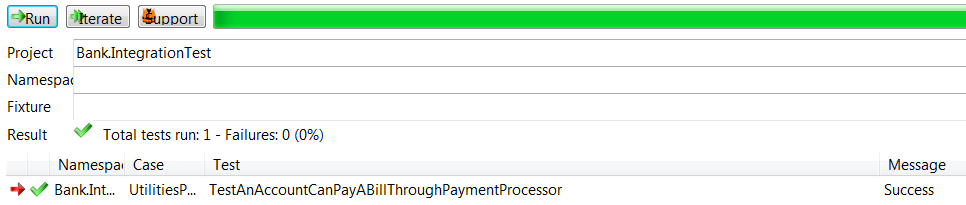 Run Iterate Support
Project Bank.IntegrationTest
Namespac
Fixture
Result Total tests run: 1 - Failures: 0 (0%)
Namespac Case Test Message
Bank.Int... UtilitiesP... TestAnAccountCanPayABillThroughPaymentProcessor Success